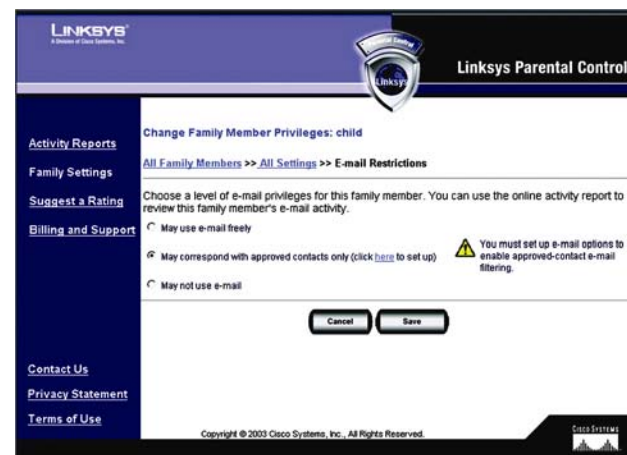 LINKSYS®
A Division of Cisco Systems, Inc.
Parental Control
Linksys
Linksys Parental Control
Activity Reports
Family Settings
Suggest a Rating
Billing and Support
Contact Us
Privacy Statement
Terms of Use
Change Family Member Privileges: child
All Family Members >> All Settings >> E-mail Restrictions
Choose a level of e-mail privileges for this family member. You can use the online activity report to
review this family member's e-mail activity.
May use e-mail freely
May correspond with approved contacts only (click here to set up)
You must set up e-mail options to
enable approved-contact e-mail
filtering.
May not use e-mail
Cancel
Save
Copyright © 2003 Cisco Systems, Inc., All Rights Reserved.
CISCO SYSTEMS